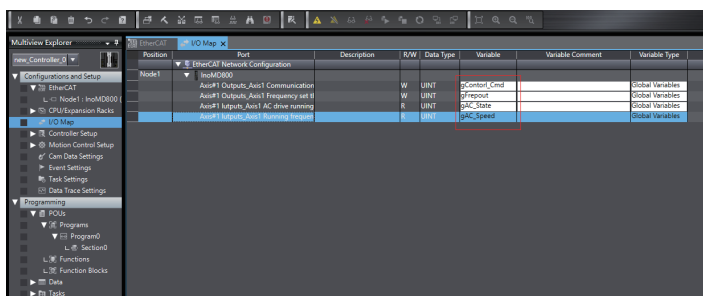 Multiview Explorer
EtherCAT
I/O Map
new_Controller_0
Position Port Description R/W Data Type Variable Variable Comment Variable Type
EtherCAT Network Configuration
Node1 InoMD800
Axis#1 Outputs_Axis1 Communication W UINT gContorl_Cmd Global Variables
Axis#1 Outputs_Axis1 Frequency set tl W UINT gFrepout Global Variables
Axis#1 Iutputs_Axis1 AC drive running R UINT gAC_State Global Variables
Axis#1 Iutputs_Axis1 Running frequen R UINT gAC_Speed Global Variables
Configurations and Setup
EtherCAT
Node1 : InoMD800 (
CPU/Expansion Racks
I/O Map
Controller Setup
Motion Control Setup
Cam Data Settings
Event Settings
Task Settings
Data Trace Settings
Programming
POUs
Programs
Program0
Section0
Functions
Function Blocks
Data
Tasks